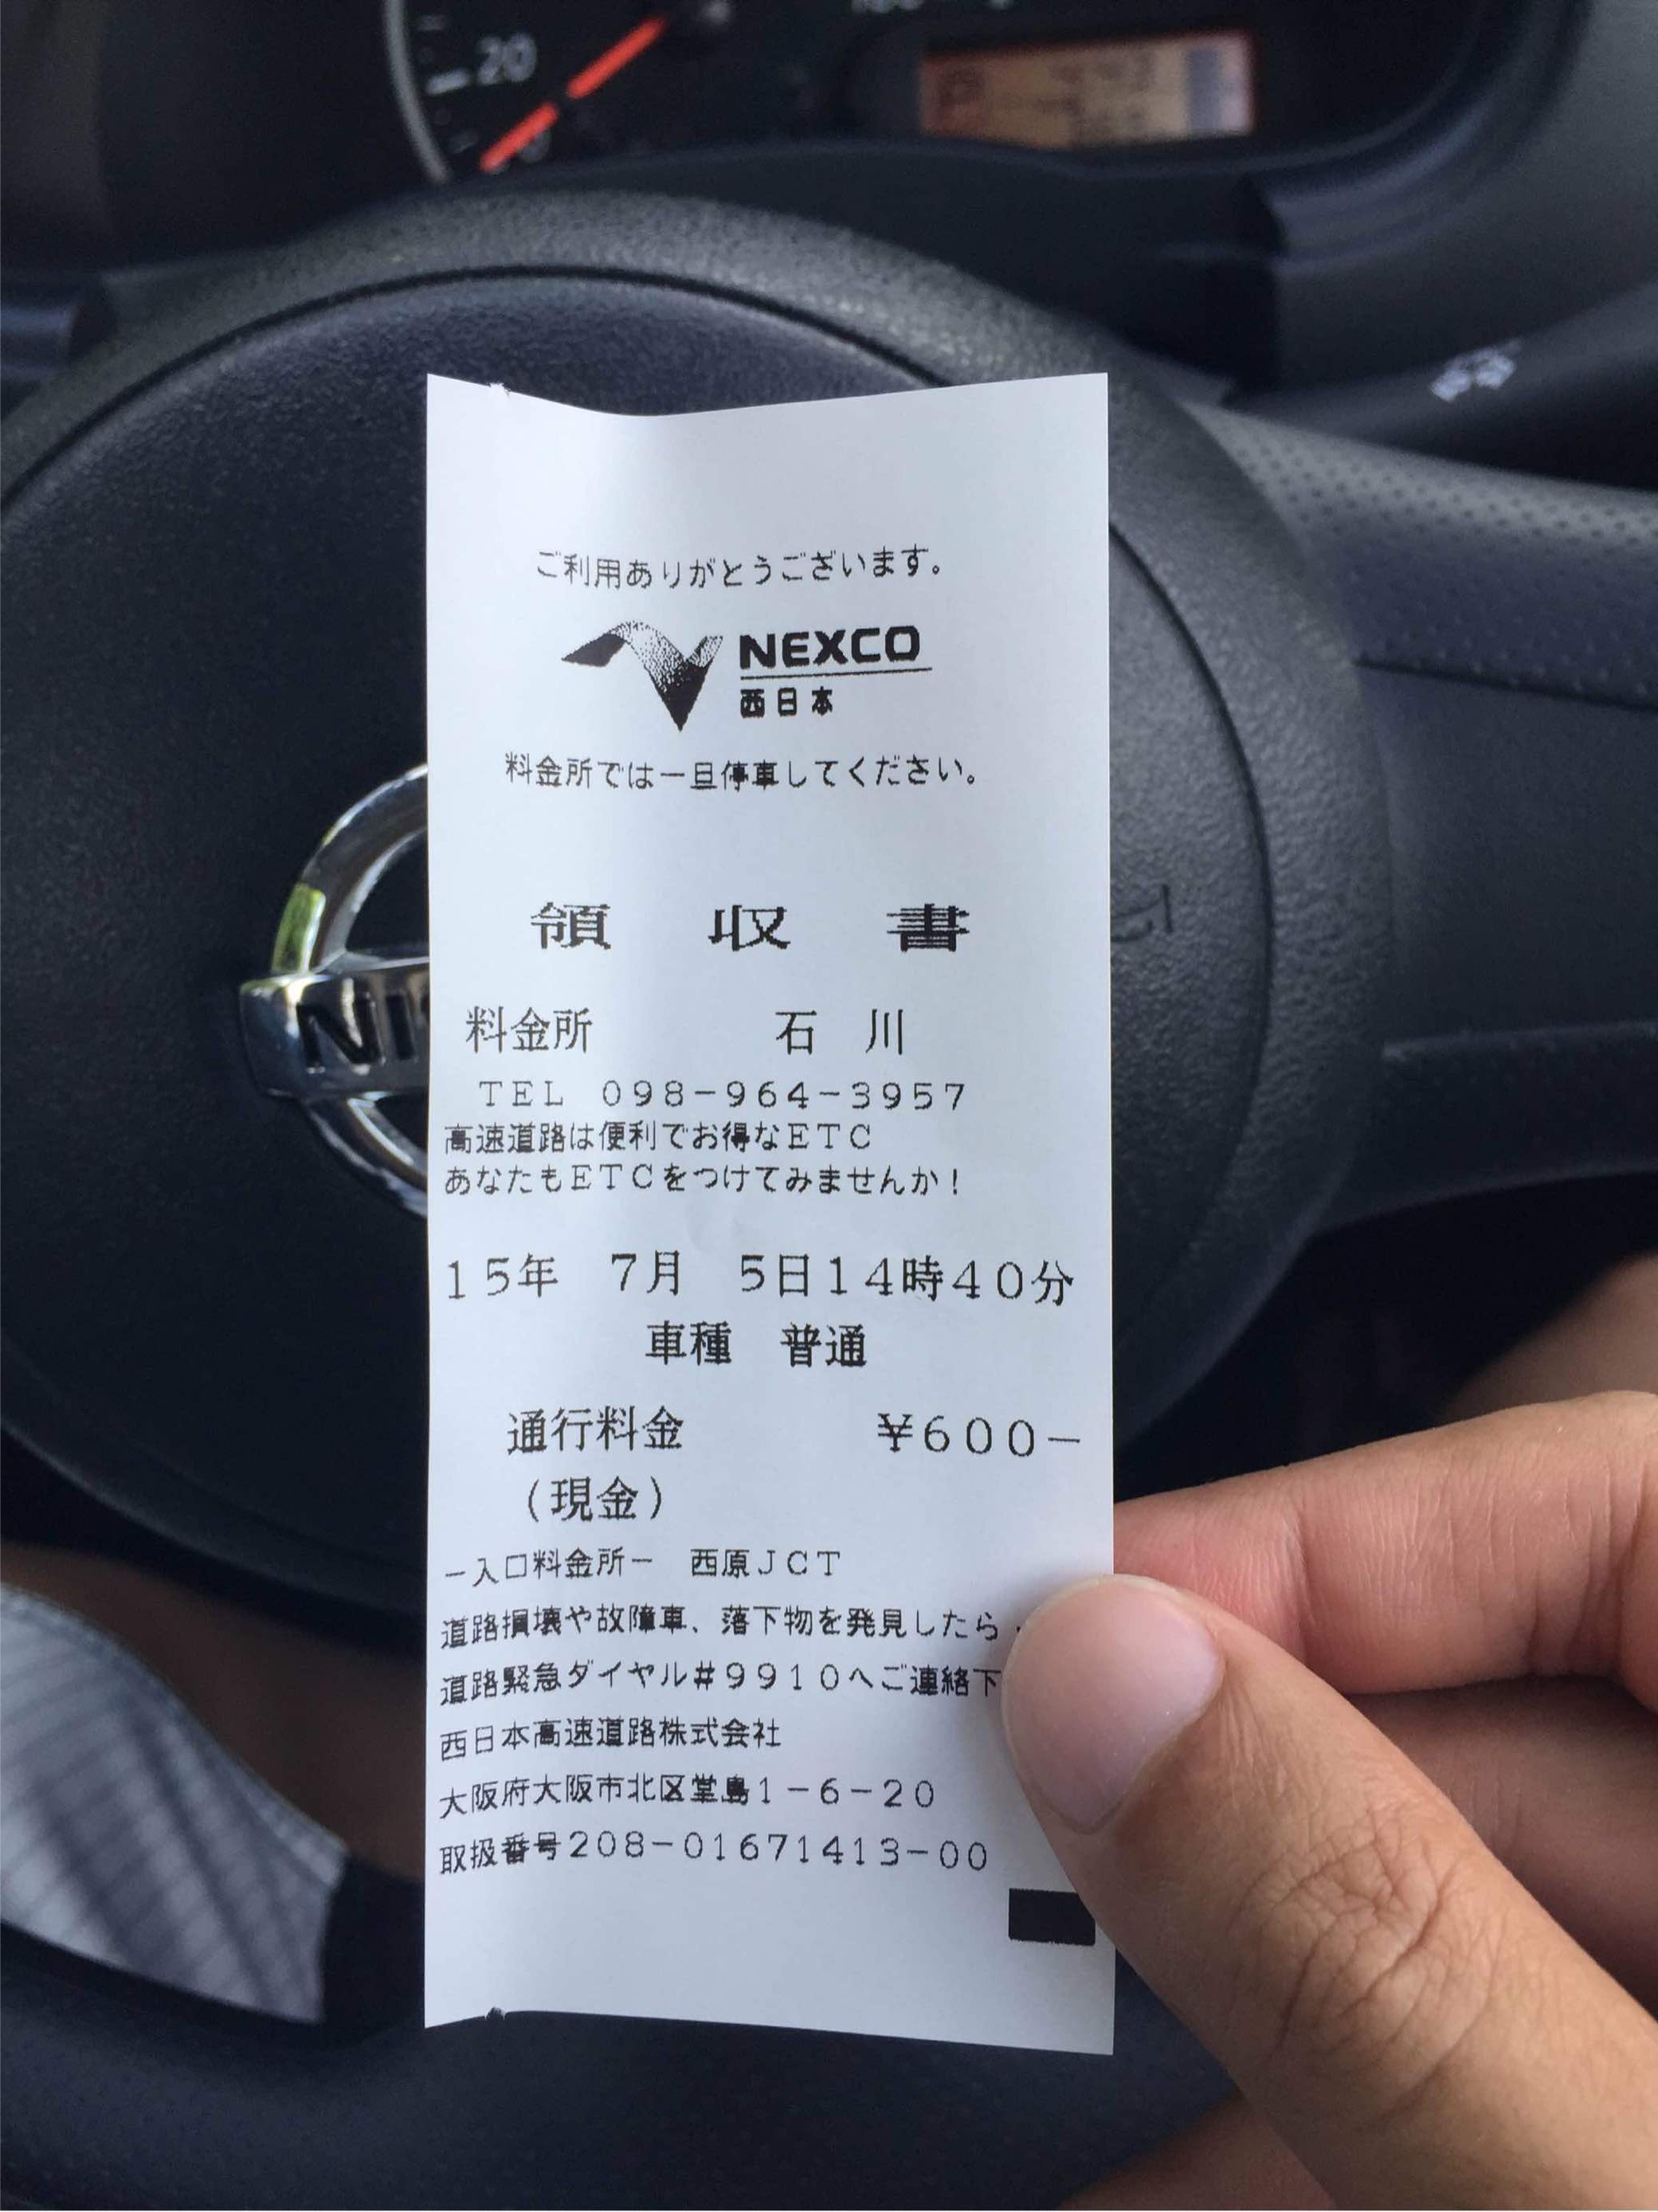 20
0
ご利用ありがとうございます。
NEXCO
西日本
料金所では一旦停車してください。
領 収 書
料金所 石 川
TEL 098-964-3957
高速道路は便利でお得なETC
あなたもETCをつけてみませんか！
15年 7月 5日14時40分
車種 普通
通行料金 ¥600-
(現金)
-入口料金所- 西原JCT
道路損壊や故障車、落下物を発見したら
道路緊急ダイヤル#9910へご連絡下
西日本高速道路株式会社
大阪府大阪市北区堂島1-6-20
取扱番号208-01671413-00